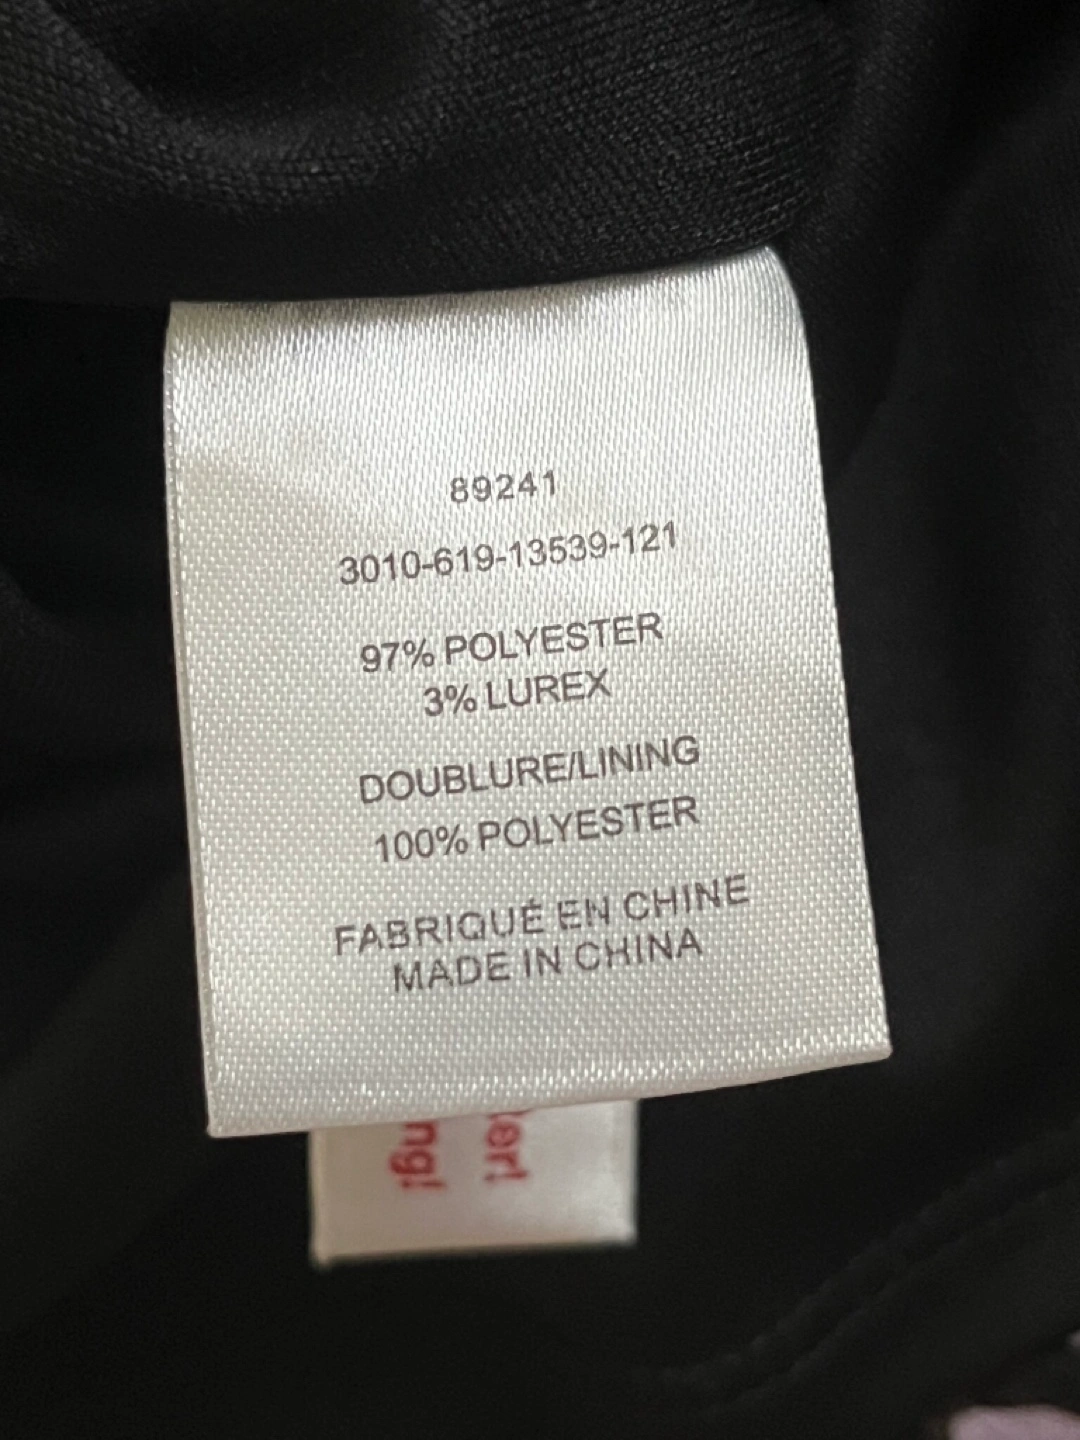 89241
3010-619-13539-121
97% POLYESTER
3% LUREX
DOUBLURE/LINING
100% POLYESTER
FABRIQUÉ EN CHINE
MADE IN CHINA